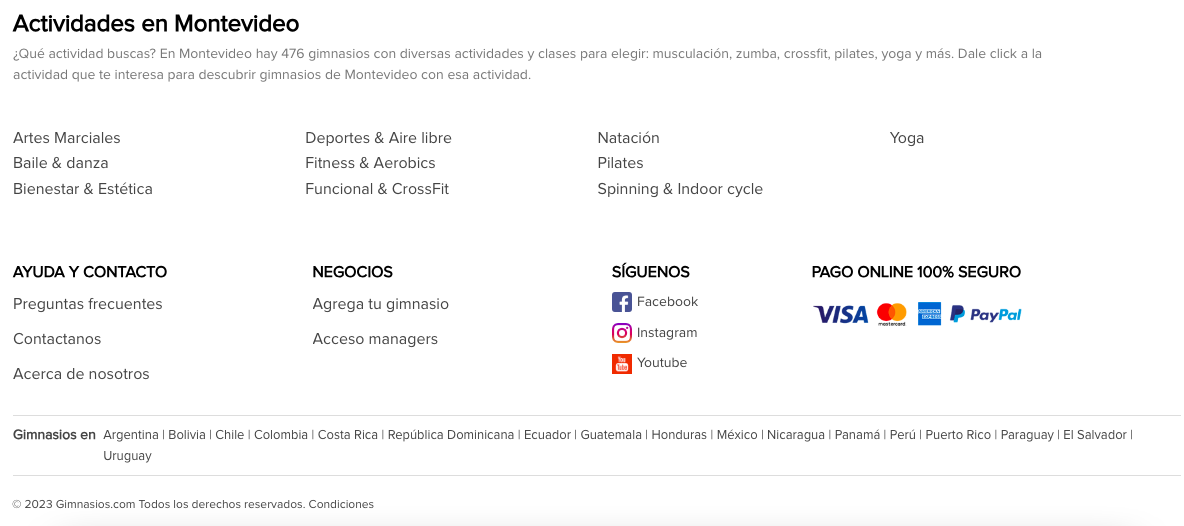 Actividades en Montevideo
¿Qué actividad buscas? En Montevideo hay 476 gimnasios con diversas actividades y clases para elegir: musculación, zumba, crossfit, pilates, yoga y más. Dale click a la
actividad que te interesa para descubrir gimnasios de Montevideo con esa actividad.
Artes Marciales
Baile & danza
Bienestar & Estética
Deportes & Aire libre
Fitness & Aerobics
Funcional & CrossFit
Natación
Pilates
Spinning & Indoor cycle
Yoga
AYUDA Y CONTACTO
Preguntas frecuentes
Contactanos
Acerca de nosotros
NEGOCIOS
Agrega tu gimnasio
Acceso managers
SÍGUENOS
Facebook
Instagram
You
Tube
Youtube
PAGO ONLINE 100% SEGURO
VISA
mastercard
AMERICAN
EXPRESS
PayPal
Gimnasios en Argentina | Bolivia | Chile | Colombia | Costa Rica | República Dominicana | Ecuador | Guatemala | Honduras | México | Nicaragua | Panamá | Perú | Puerto Rico | Paraguay | El Salvador |
Uruguay
© 2023 Gimnasios.com Todos los derechos reservados. Condiciones